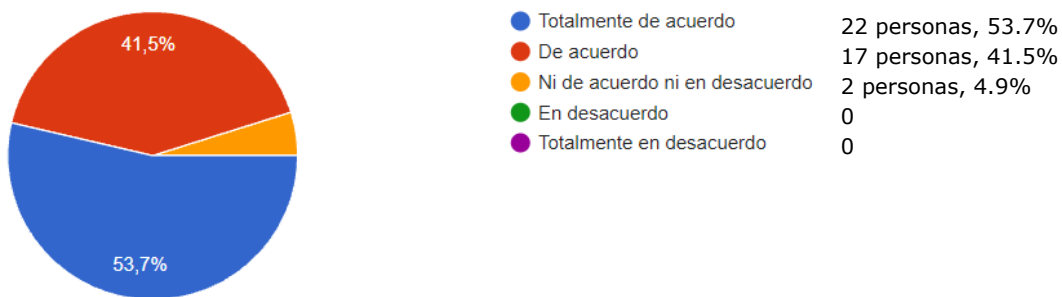 41,5%
53,7%
Totalmente de acuerdo 22 personas, 53.7%
De acuerdo 17 personas, 41.5%
Ni de acuerdo ni en desacuerdo 2 personas, 4.9%
En desacuerdo 0
Totalmente en desacuerdo 0